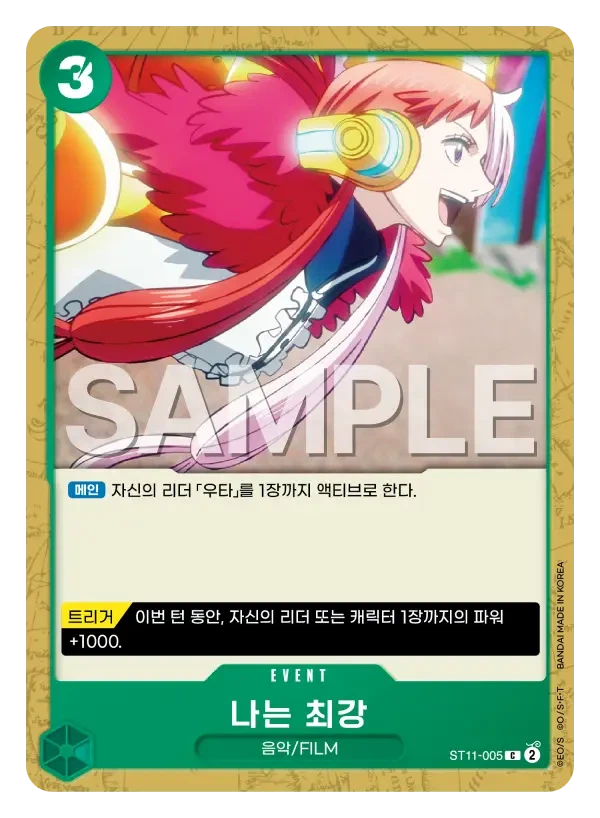 3
SAMPLE
메인 자신의 리더 「우타」를 1장까지 액티브로 한다.
트리거 이번 턴 동안, 자신의 리더 또는 캐릭터 1장까지의 파워
+1000.
EVENT
나는 최강
음악/FILM
ST11-005 C 2
©EO/S ©O/S·F·T BANDAI MADE IN KOREA